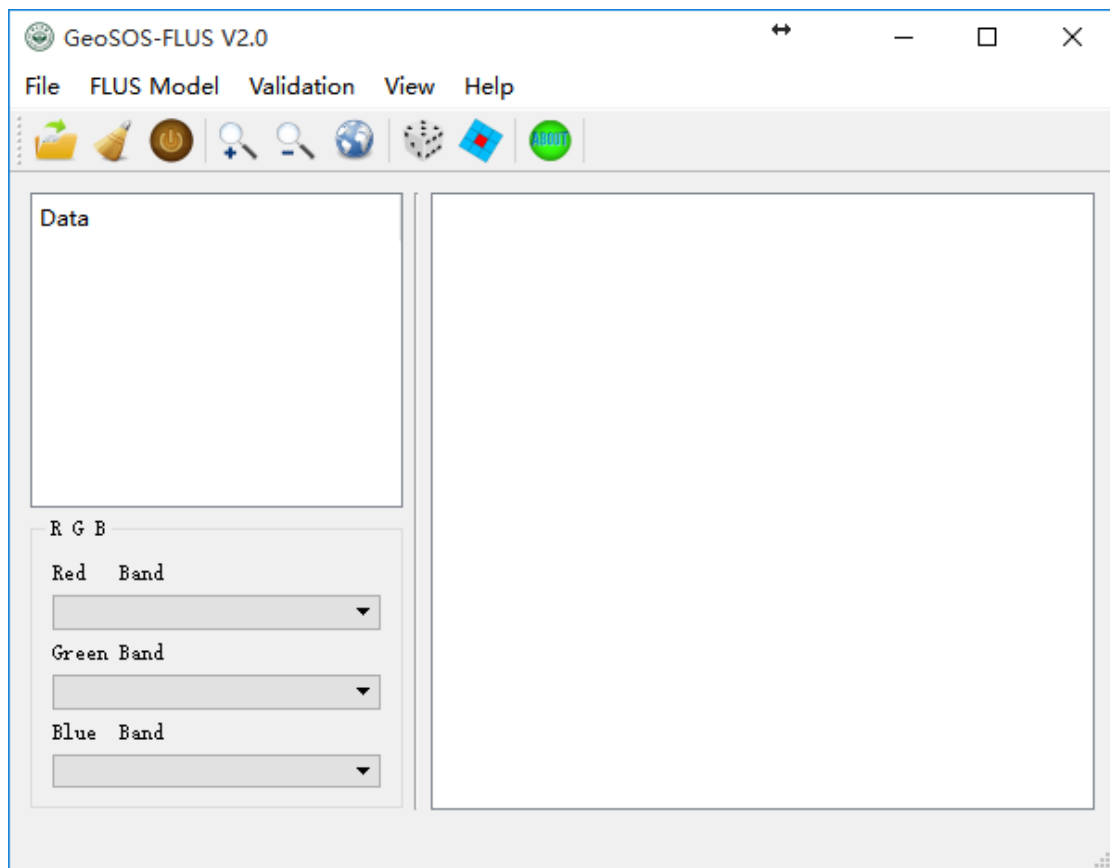 GeoSOS-FLUS V2.0
File FLUS Model Validation View Help
ABOUT
Data
R G B
Red Band
Green Band
Blue Band